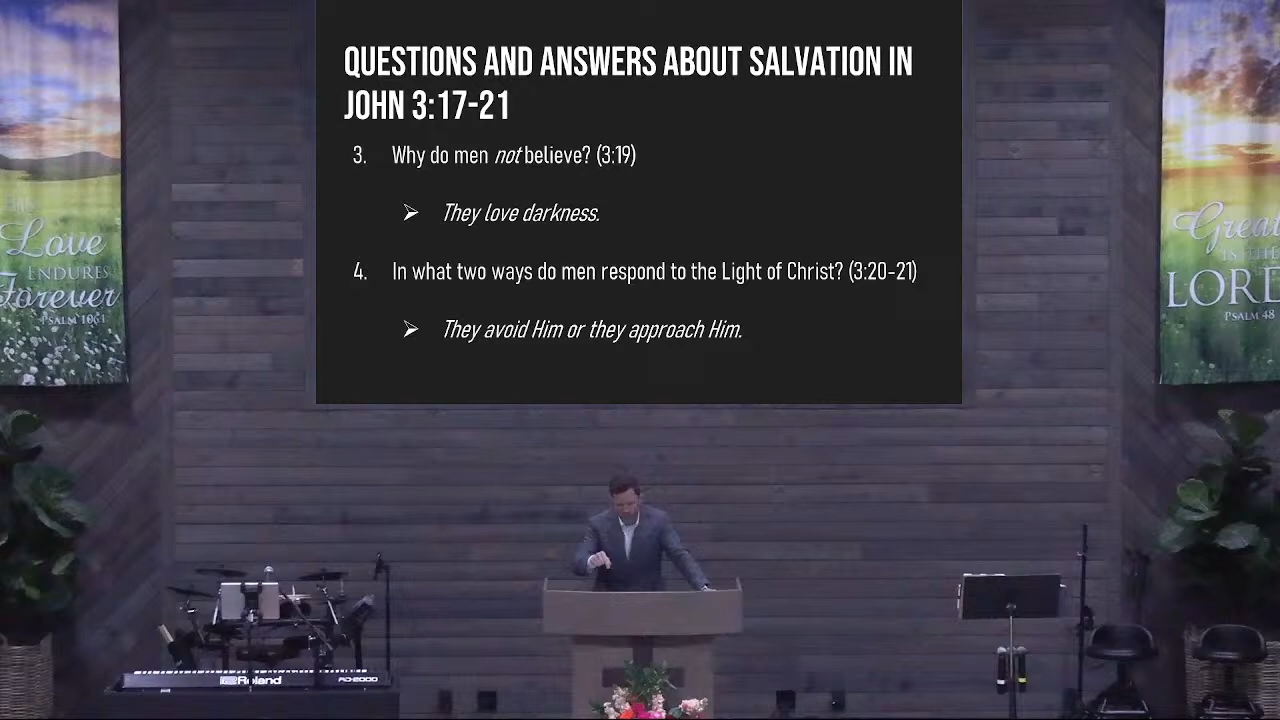 QUESTIONS AND ANSWERS ABOUT SALVATION IN
JOHN 3:17-21
3. Why do men not believe? (3:19)
➢ They love darkness.
4. In what two ways do men respond to the Light of Christ? (3:20-21)
➢ They avoid Him or they approach Him.
HIS
Love
ENDURES
Forever
PSALM 106:1
Great
IS THE
LORD
PSALM 48
Roland
RD-2000